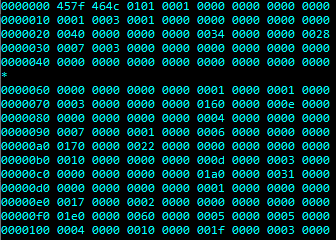 0000000 457f 464c 0101 0001 0000 0000 0000 0000
0000010 0001 0003 0001 0000 0000 0000 0000 0000
0000020 0040 0000 0000 0000 0034 0000 0000 0028
0000030 0007 0003 0000 0000 0000 0000 0000 0000
0000040 0000 0000 0000 0000 0000 0000 0000 0000
*
0000060 0000 0000 0000 0000 0001 0000 0001 0000
0000070 0003 0000 0000 0000 0160 0000 000e 0000
0000080 0000 0000 0000 0000 0004 0000 0000 0000
0000090 0007 0000 0001 0000 0006 0000 0000 0000
00000a0 0170 0000 0022 0000 0000 0000 0000 0000
00000b0 0010 0000 0000 0000 000d 0000 0003 0000
00000c0 0000 0000 0000 0000 01a0 0000 0031 0000
00000d0 0000 0000 0000 0000 0001 0000 0000 0000
00000e0 0017 0000 0002 0000 0000 0000 0000 0000
00000f0 01e0 0000 0060 0000 0005 0000 0005 0000
0000100 0004 0000 0010 0000 001f 0000 0003 0000